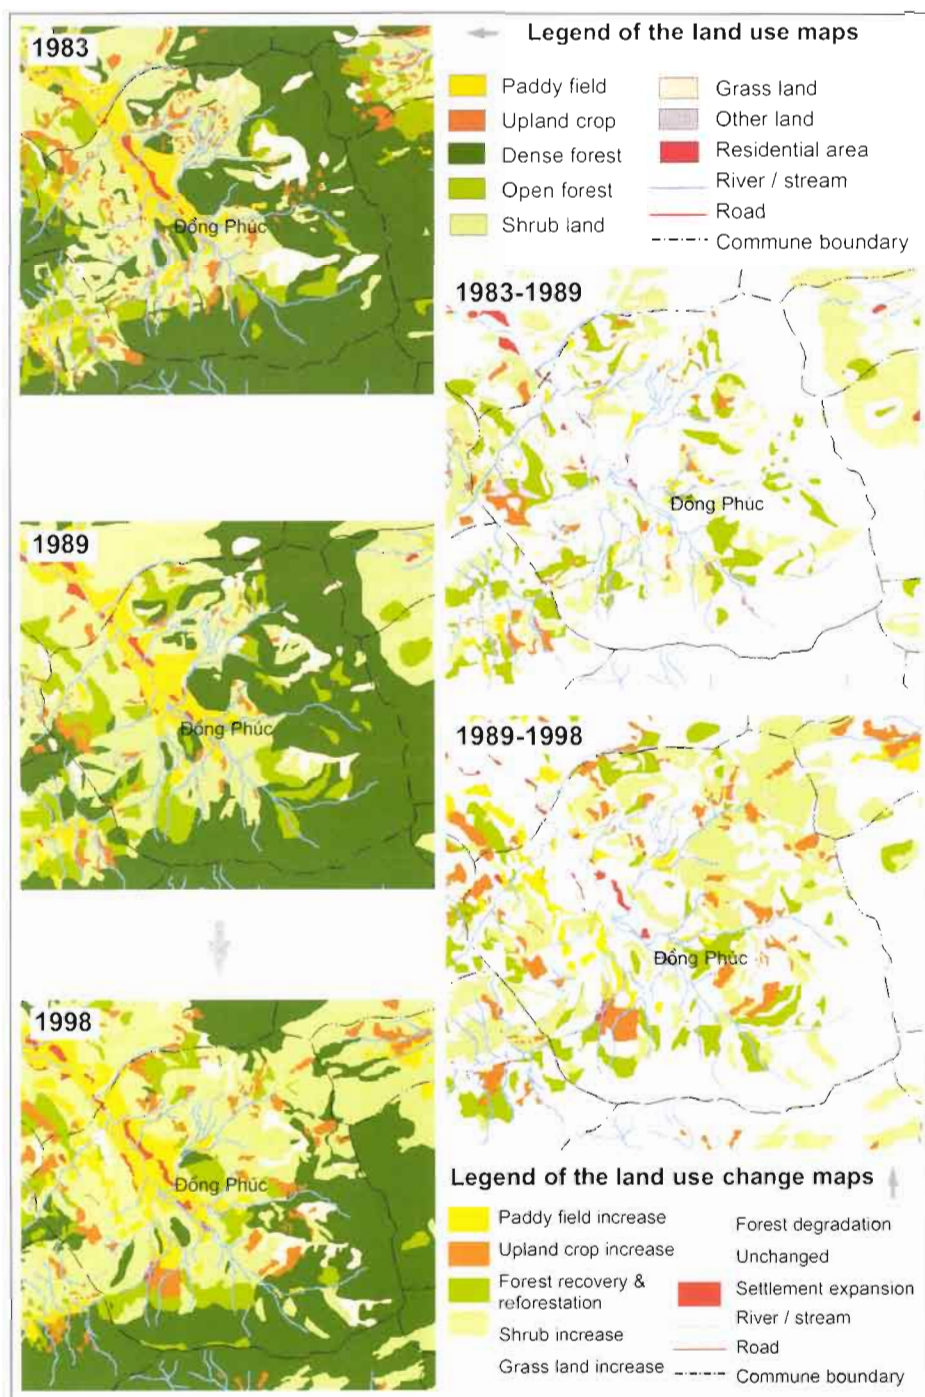 1983
Đồng Phúc
Legend of the land use maps
Paddy field
Upland crop
Dense forest
Open forest
Shrub land
Grass land
Other land
Residential area
River / stream
Road
Commune boundary
1983-1989
Đồng Phúc
1989
Đồng Phúc
1989-1998
Đồng Phúc
1998
Đồng Phúc
Legend of the land use change maps
Paddy field increase
Upland crop increase
Forest recovery &
reforestation
Shrub increase
Grass land increase
Forest degradation
Unchanged
Settlement expansion
River / stream
Road
Commune boundary